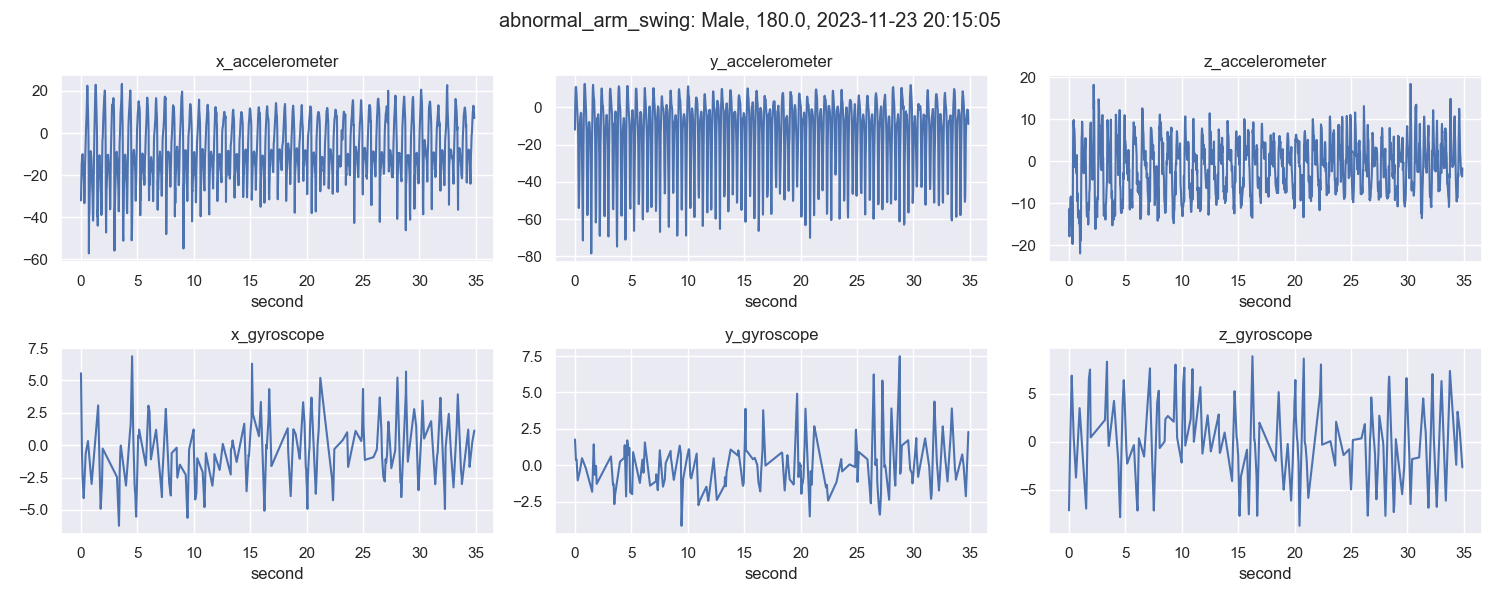 abnormal_arm_swing: Male, 180.0, 2023-11-23 20:15:05
x_accelerometer
20
0
−20
−40
−60
0 5 10 15 20 25 30 35
second
y_accelerometer
0
−20
−40
−60
−80
0 5 10 15 20 25 30 35
second
z_accelerometer
20
10
0
−10
−20
0 5 10 15 20 25 30 35
second
x_gyroscope
7.5
5.0
2.5
0.0
−2.5
−5.0
0 5 10 15 20 25 30 35
second
y_gyroscope
7.5
5.0
2.5
0.0
−2.5
0 5 10 15 20 25 30 35
second
z_gyroscope
5
0
−5
0 5 10 15 20 25 30 35
second